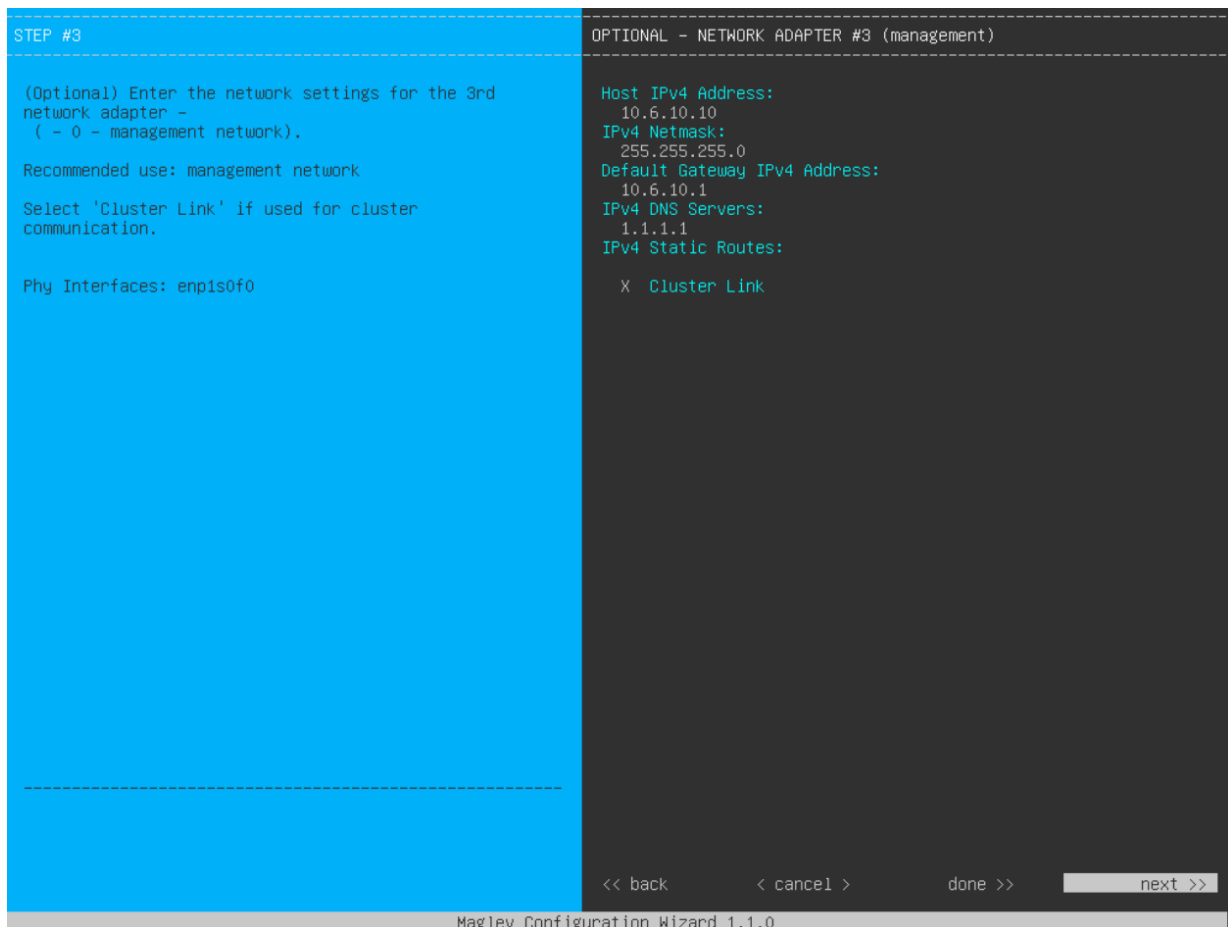 STEP #3
(Optional) Enter the network settings for the 3rd
network adapter -
( - 0 - management network).
Recommended use: management network
Select 'Cluster Link' if used for cluster
communication.
Phy Interfaces: enp1s0f0
OPTIONAL - NETWORK ADAPTER #3 (management)
Host IPv4 Address:
10.6.10.10
IPv4 Netmask:
255.255.255.0
Default Gateway IPv4 Address:
10.6.10.1
IPv4 DNS Servers:
1.1.1.1
IPv4 Static Routes:
X Cluster Link
<< back < cancel > done >> next >>
Maglev Configuration Wizard 1.1.0